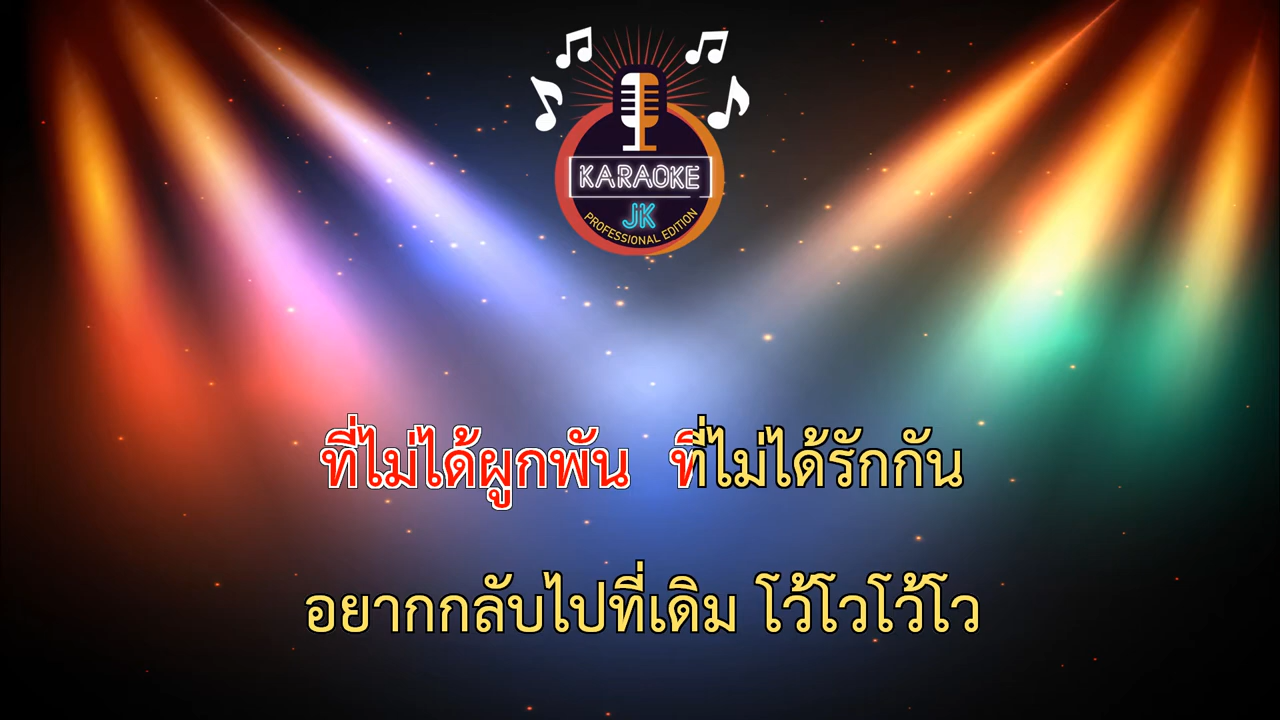 KARAOKE
JK
PROFESSIONAL EDITION
ที่ไม่ได้ผูกพัน ที่ไม่ได้รักกัน
อยากกลับไปที่เดิม โว้โวโว้โว